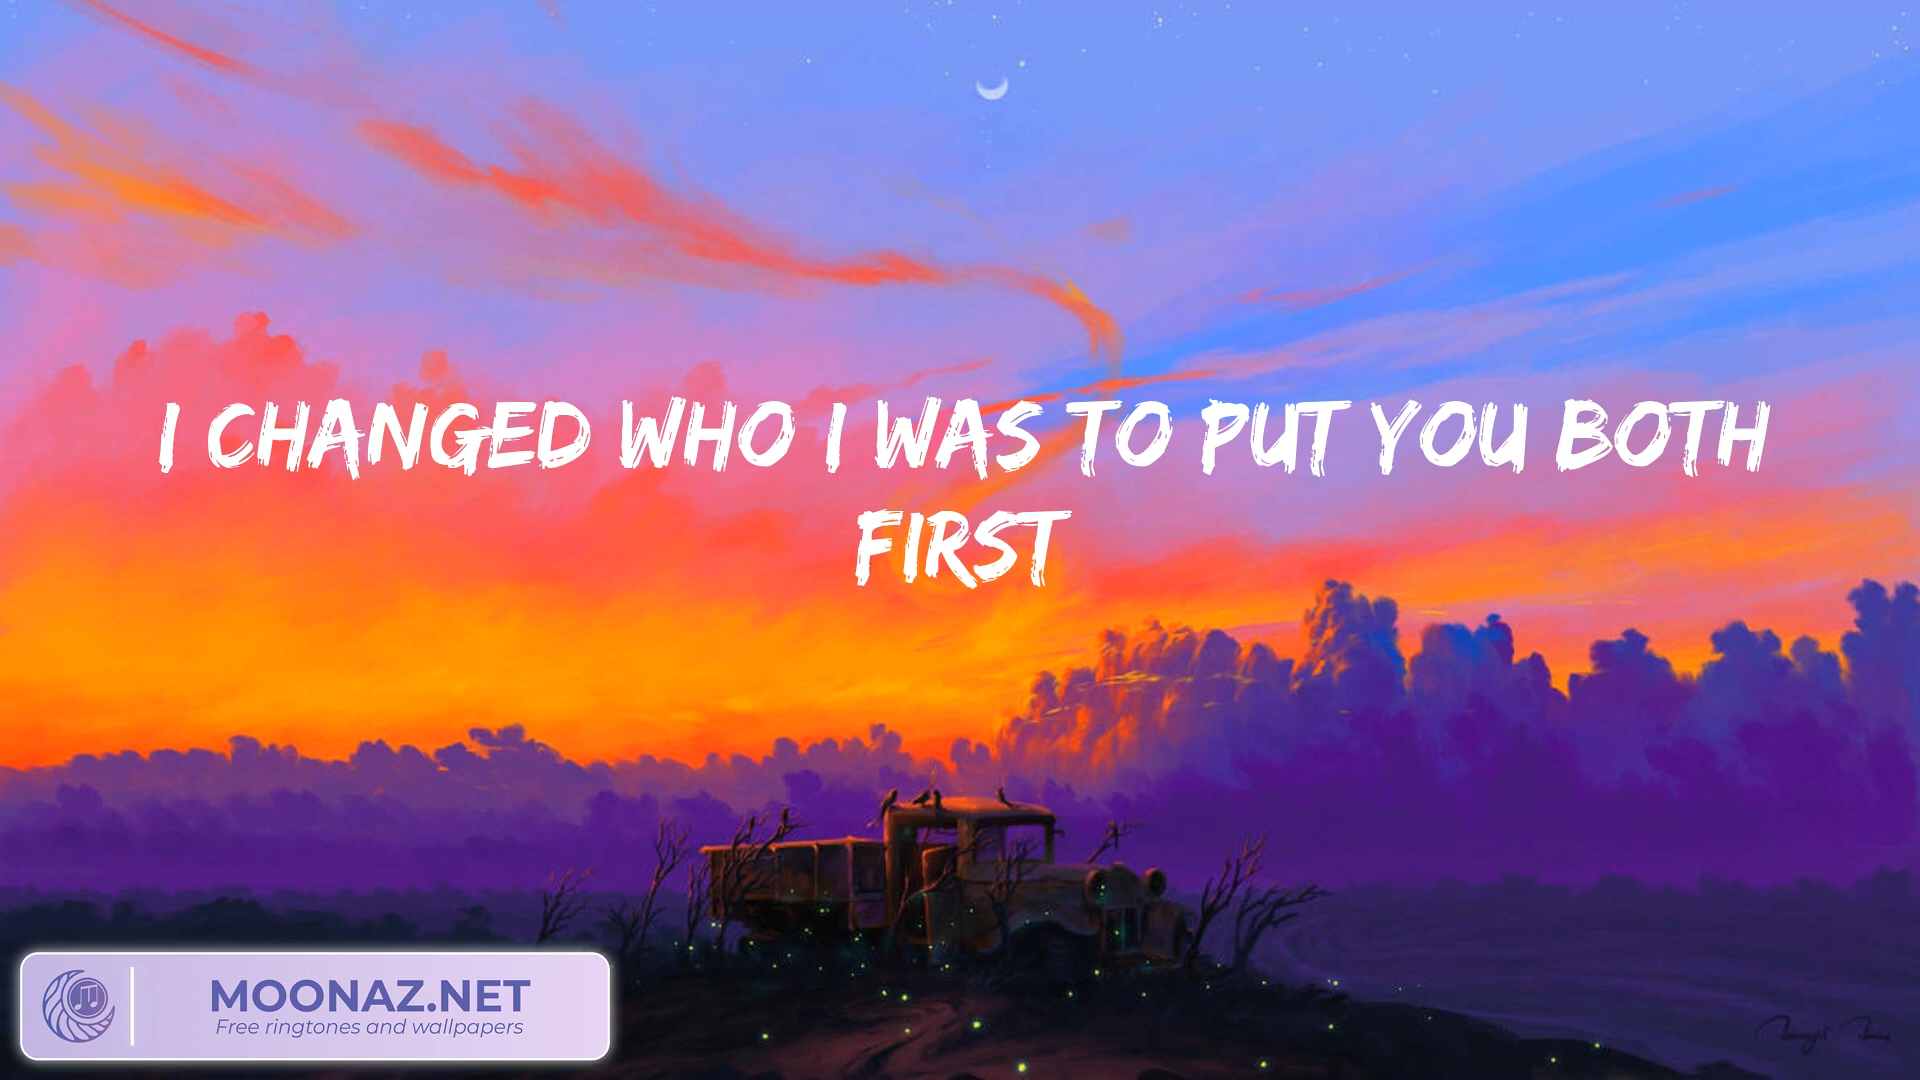 I CHANGED WHO I WAS TO PUT YOU BOTH
FIRST
MOONAZ.NET
Free ringtones and wallpapers